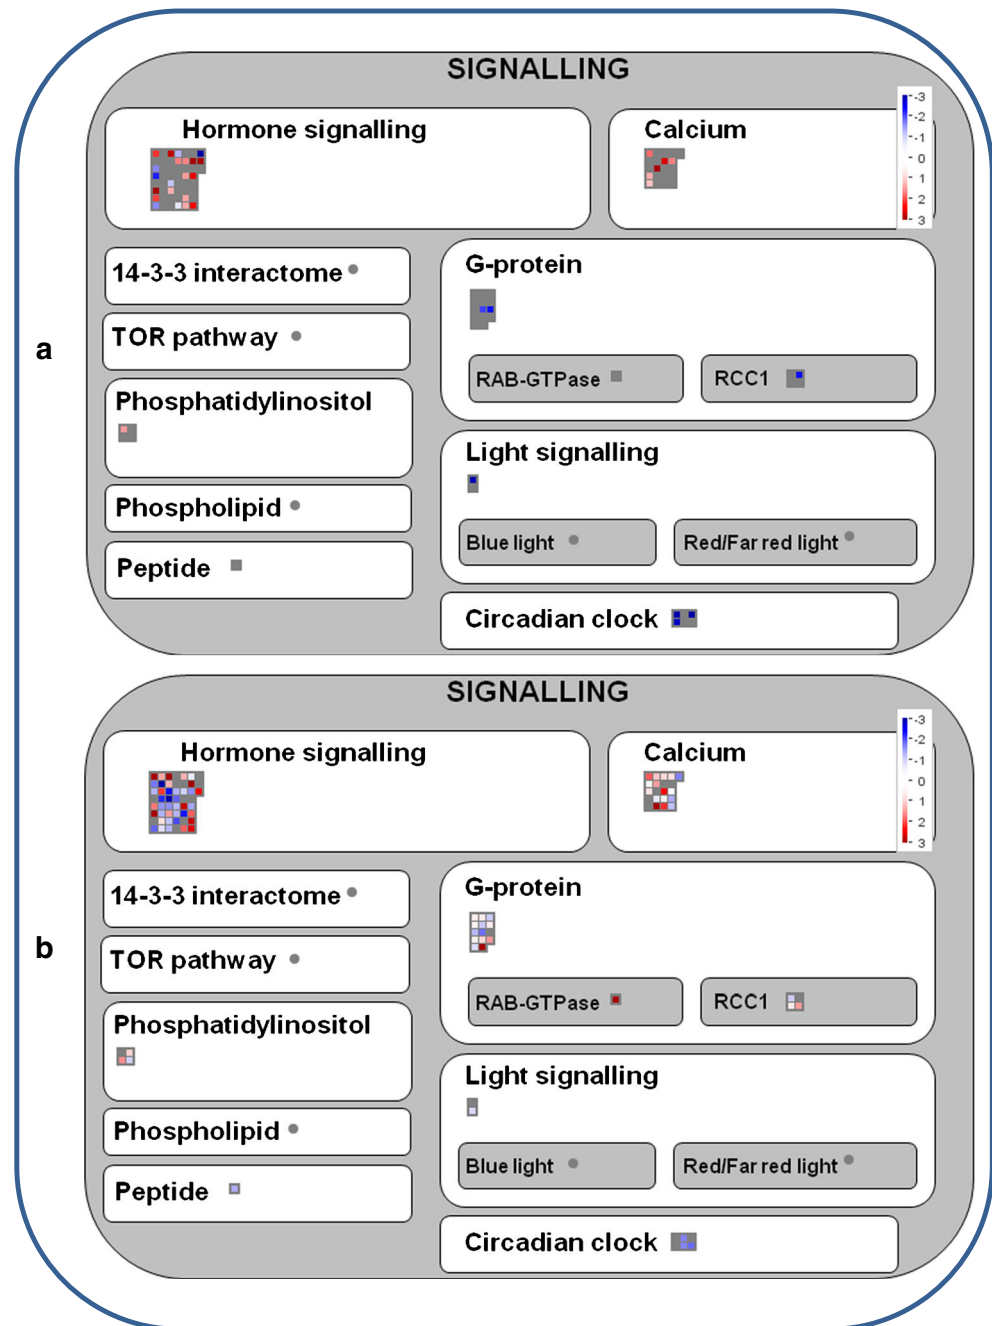 a
SIGNALLING
Hormone signalling
Calcium
-3
-2
-1
0
1
2
3
14-3-3 interactome
TOR pathway
Phosphatidylinositol
Phospholipid
Peptide
G-protein
RAB-GTPase
RCC1
Light signalling
Blue light
Red/Far red light
Circadian clock
b
SIGNALLING
Hormone signalling
Calcium
-3
-2
-1
0
1
2
3
14-3-3 interactome
TOR pathway
Phosphatidylinositol
Phospholipid
Peptide
G-protein
RAB-GTPase
RCC1
Light signalling
Blue light
Red/Far red light
Circadian clock